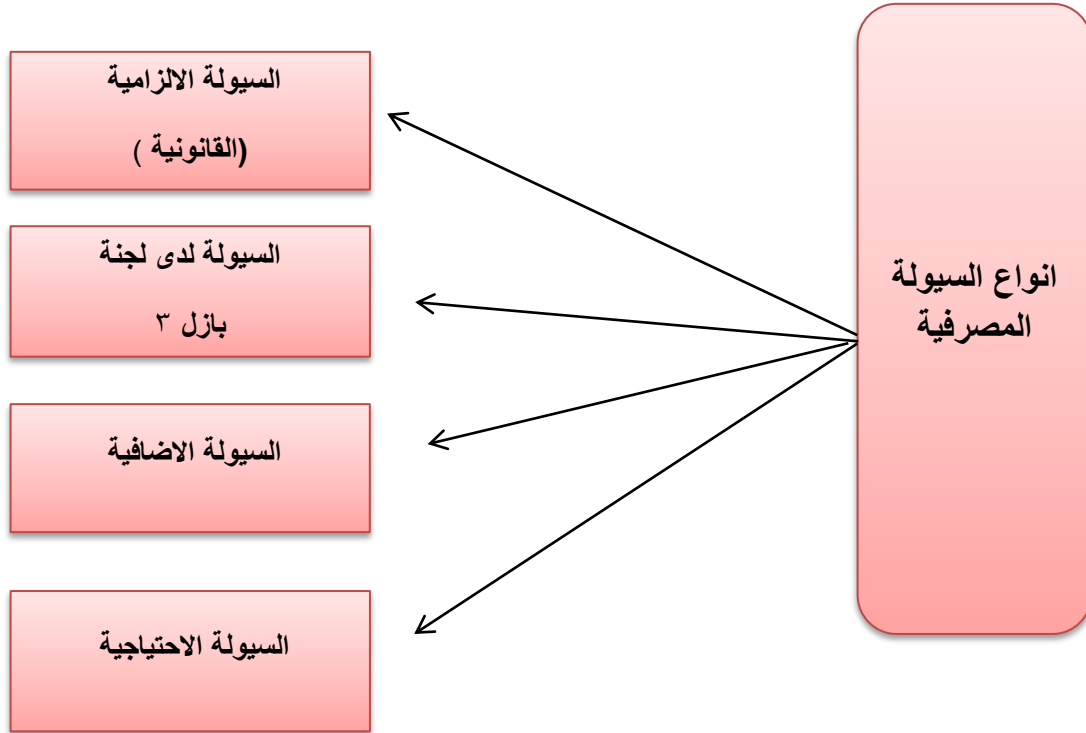 انواع السيولة
المصرفية
السيولة الالزامية
(القانونية )
السيولة لدى لجنة
بازل ٣
السيولة الاضافية
السيولة الاحتياجية